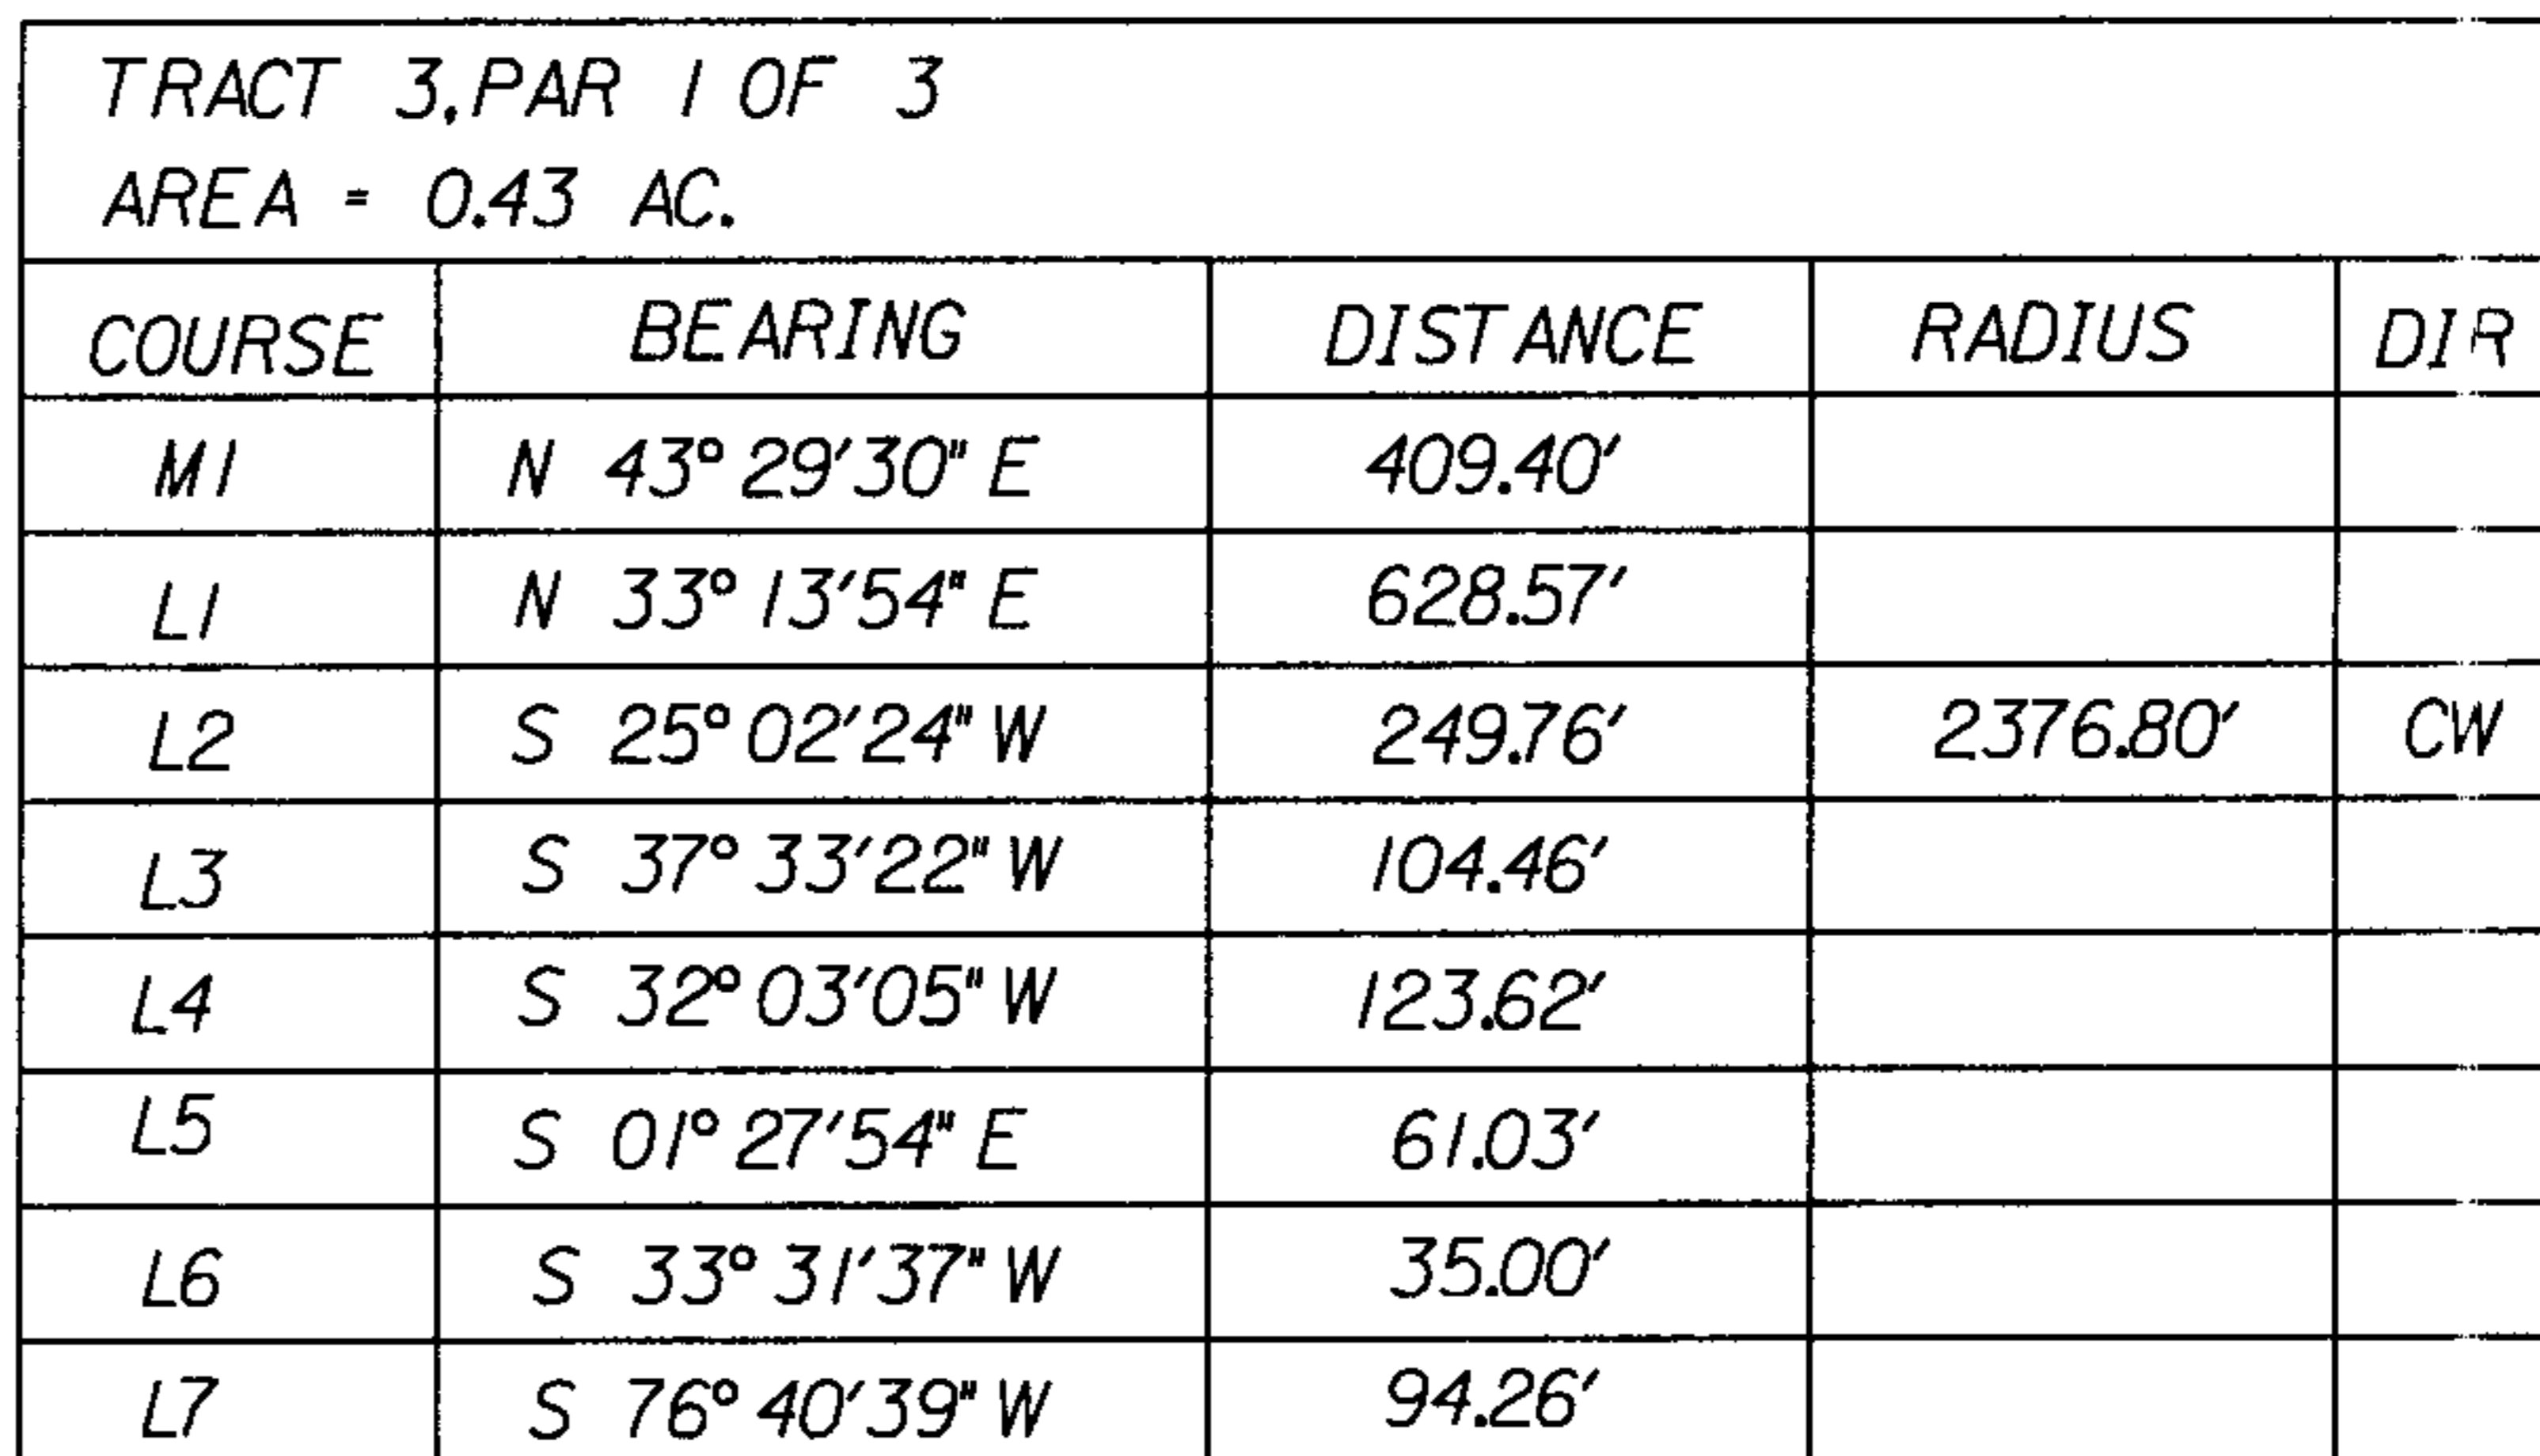 TRACT 3, PAR 1 OF 3
AREA = 0.43 AC.
COURSE BEARING DISTANCE RADIUS DIR
M1 N 43° 29' 30" E 409.40'
L1 N 33° 13' 54" E 628.57'
L2 S 25° 02' 24" W 249.76' 2376.80' CW
L3 S 37° 33' 22" W 104.46'
L4 S 32° 03' 05" W 123.62'
L5 S 01° 27' 54" E 61.03'
L6 S 33° 31' 37" W 35.00'
L7 S 76° 40' 39" W 94.26'